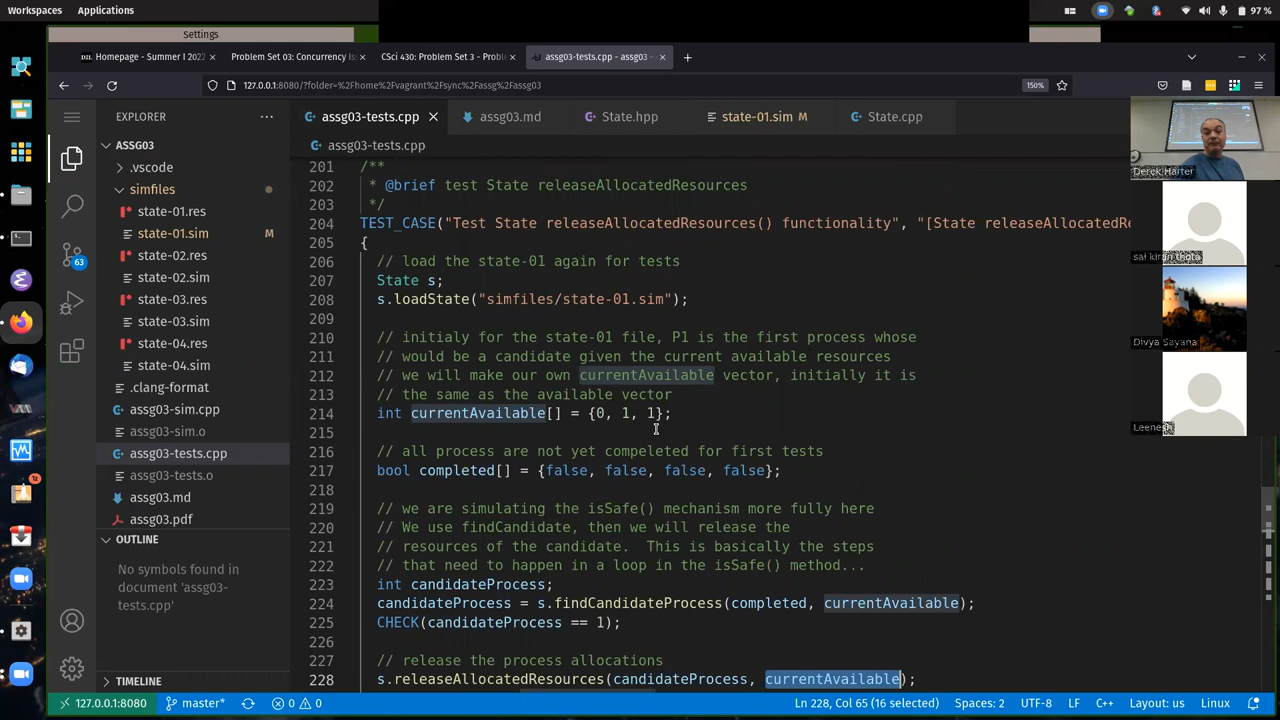 Workspaces Applications
97 %
Settings
Homepage - Summer I 2022
Problem Set 03: Concurrency Is
CSci 430: Problem Set 3 - Proble
assg03-tests.cpp - assg03
127.0.0.1:8080/?folder=%2Fhome%2Fvagrant%2Fsync%2Fassg%2Fassg03
150%
EXPLORER
assg03-tests.cpp
assg03.md
State.hpp
state-01.sim M
State.cpp
ASSG03
.vscode
simfiles
state-01.res
state-01.sim M
state-02.res
state-02.sim
state-03.res
state-03.sim
state-04.res
state-04.sim
.clang-format
assg03-sim.cpp
assg03-sim.o
assg03-tests.cpp
assg03-tests.o
assg03.md
assg03.pdf
OUTLINE
No symbols found in
document 'assg03-
tests.cpp'
TIMELINE
63
12
assg03-tests.cpp
201 /**
202 * @brief test State releaseAllocatedResources
203 */
204 TEST_CASE("Test State releaseAllocatedResources() functionality", "[State releaseAllocatedR
205 {
206 // load the state-01 again for tests
207 State s;
208 s.loadState("simfiles/state-01.sim");
209
210 // initialy for the state-01 file, P1 is the first process whose
211 // would be a candidate given the current available resources
212 // we will make our own currentAvailable vector, initially it is
213 // the same as the available vector
214 int currentAvailable[] = {0, 1, 1};
215
216 // all process are not yet compeleted for first tests
217 bool completed[] = {false, false, false, false};
218
219 // we are simulating the isSafe() mechanism more fully here
220 // We use findCandidate, then we will release the
221 // resources of the candidate.  This is basically the steps
222 // that need to happen in a loop in the isSafe() method...
223 int candidateProcess;
224 candidateProcess = s.findCandidateProcess(completed, currentAvailable);
225 CHECK(candidateProcess == 1);
226
227 // release the process allocations
228 s.releaseAllocatedResources(candidateProcess, currentAvailable);
Derek Harter
sai kiran thota
Divya Sayana
127.0.0.1:8080
master*
0 0
Ln 228, Col 65 (16 selected)
Spaces: 2
UTF-8
LF
C++
Layout: us
Linux